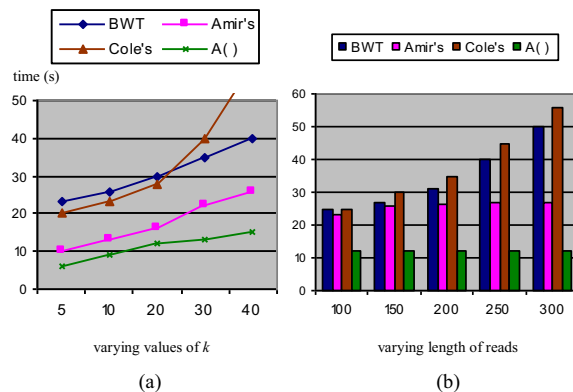 BWT Amir's
Cole's A( )
BWT Amir's Cole's A( )
time (s)
50
40
30
20
10
0
5 10 20 30 40
varying values of k
(a)
60
50
40
30
20
10
0
100 150 200 250 300
varying length of reads
(b)